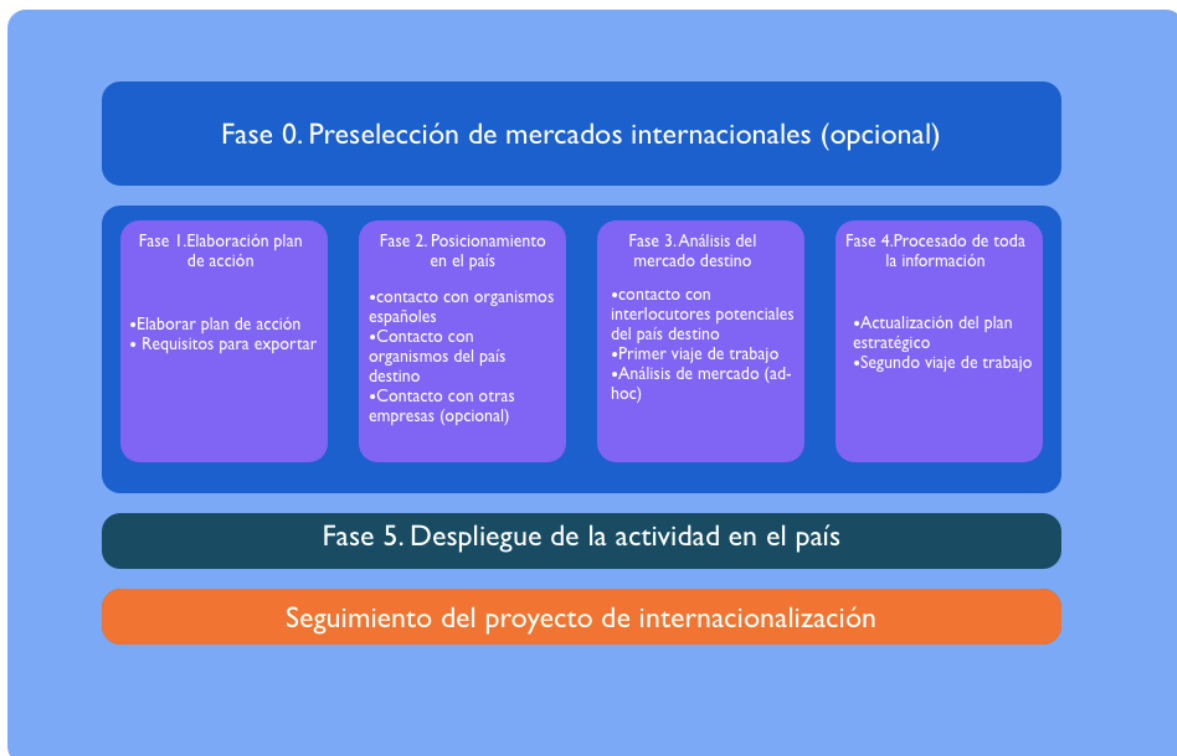 Fase 0. Preselección de mercados internacionales (opcional)
Fase 1.Elaboración plan
de acción
•Elaborar plan de acción
• Requisitos para exportar
Fase 2. Posicionamiento
en el país
•contacto con organismos
españoles
•Contacto con
organismos del país
destino
•Contacto con otras
empresas (opcional)
Fase 3. Análisis del
mercado destino
•contacto con
interlocutores potenciales
del país destino
•Primer viaje de trabajo
•Análisis de mercado (ad-
hoc)
Fase 4.Procesado de toda
la información
•Actualización del plan
estratégico
•Segundo viaje de trabajo
Fase 5. Despliegue de la actividad en el país
Seguimiento del proyecto de internacionalización